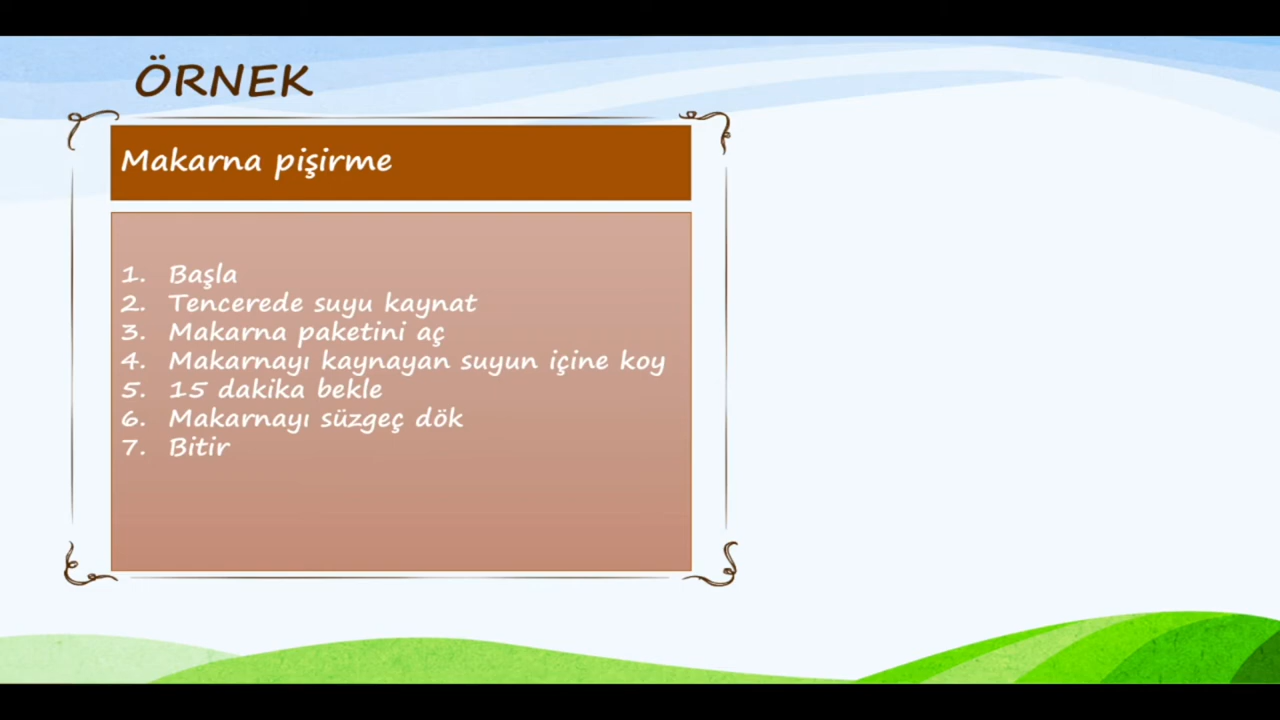 ÖRNEK
Makarna pişirme
1. Başla
2. Tencerede suyu kaynat
3. Makarna paketini aç
4. Makarnayı kaynayan suyun içine koy
5. 15 dakika bekle
6. Makarnayı süzgeç dök
7. Bitir